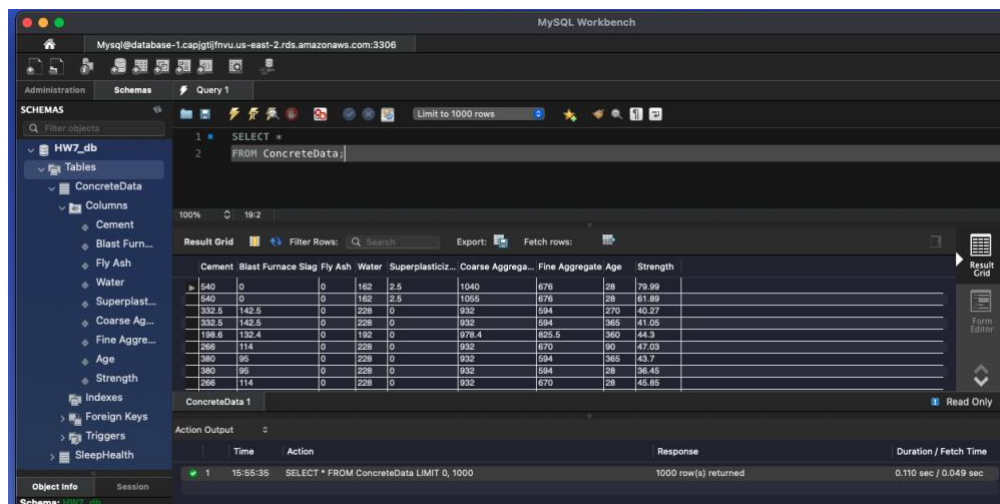 MySQL Workbench
Mysql@database-1.capjgtijfnvu.us-east-2.rds.amazonaws.com:3306
Administration Schemas Query 1
SCHEMAS
Filter objects
Limit to 1000 rows
HW7_db
Tables
ConcreteData
Columns
Cement
Blast Furn...
Fly Ash
Water
Superplast...
Coarse Ag...
Fine Aggre...
Age
Strength
Indexes
Foreign Keys
Triggers
SleepHealth
Object Info Session
Schema: HW7_db
1 SELECT *
2 FROM ConcreteData;
100% 19:2
Result Grid Filter Rows: Search Export: Fetch rows:
Cement Blast Furnace Slag Fly Ash Water Superplasticiz... Coarse Aggrega... Fine Aggregate Age Strength
540 0 0 162 2.5 1040 676 28 79.99
540 0 0 162 2.5 1055 676 28 61.89
332.5 142.5 0 228 0 932 594 270 40.27
332.5 142.5 0 228 0 932 594 365 41.05
198.6 132.4 0 192 0 978.4 825.5 360 44.3
266 114 0 228 0 932 670 90 47.03
380 95 0 228 0 932 594 365 43.7
380 95 0 228 0 932 594 28 36.45
266 114 0 228 0 932 670 28 45.85
Result Grid
Form Editor
ConcreteData 1 Read Only
Action Output
Time Action Response Duration / Fetch Time
1 15:55:35 SELECT * FROM ConcreteData LIMIT 0, 1000 1000 row(s) returned 0.110 sec / 0.049 sec